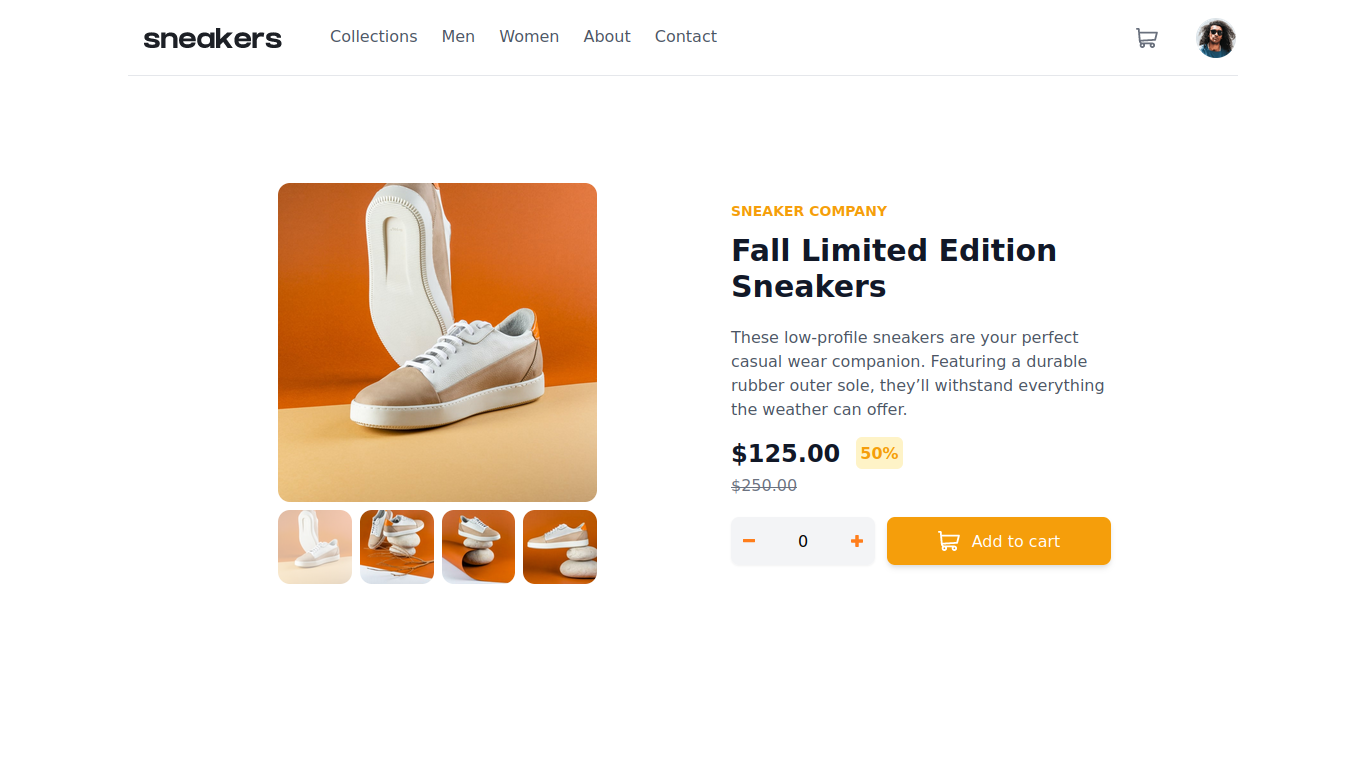 sneakers
Collections Men Women About Contact
SNEAKER COMPANY
Fall Limited Edition
Sneakers
These low-profile sneakers are your perfect
casual wear companion. Featuring a durable
rubber outer sole, they’ll withstand everything
the weather can offer.
$125.00 50%
$250.00
0
Add to cart